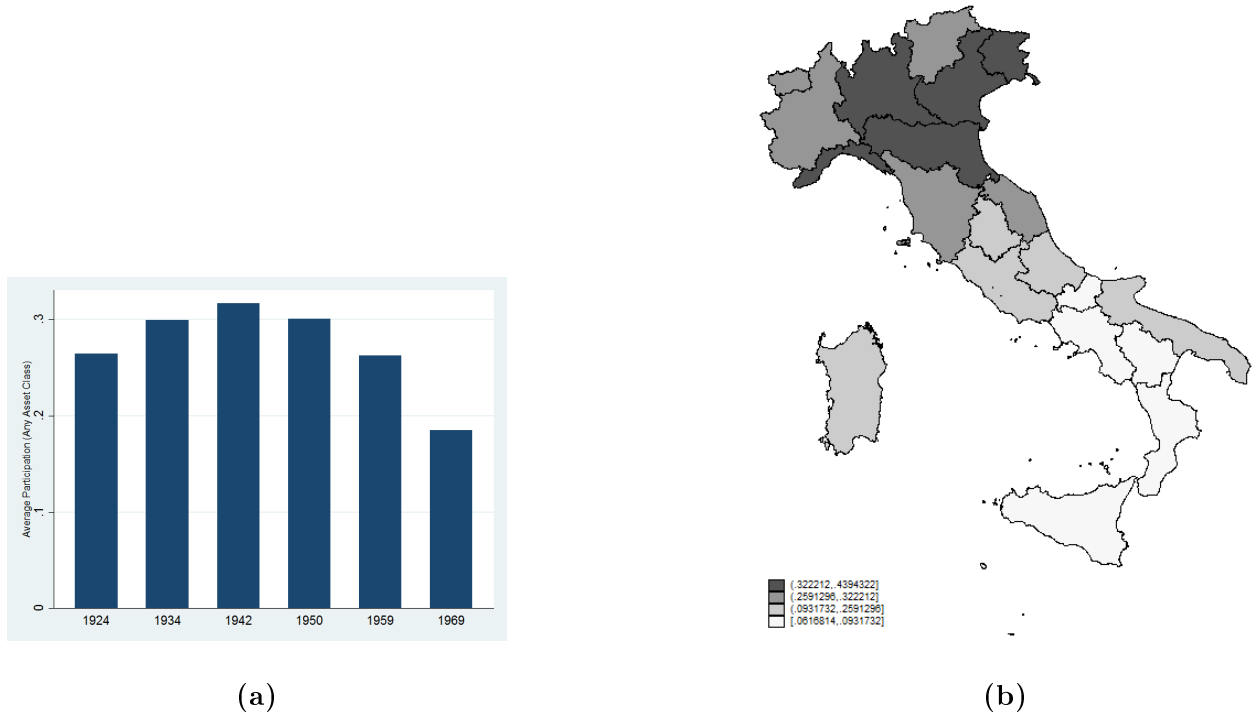 Average Participation (Any Asset Class)
.3
.2
.1
0
1924 1934 1942 1950 1959 1969
(.322212,.4394322]
(.2591296,.322212]
(.0931732,.2591296]
[.0616814,.0931732]
(a)
(b)